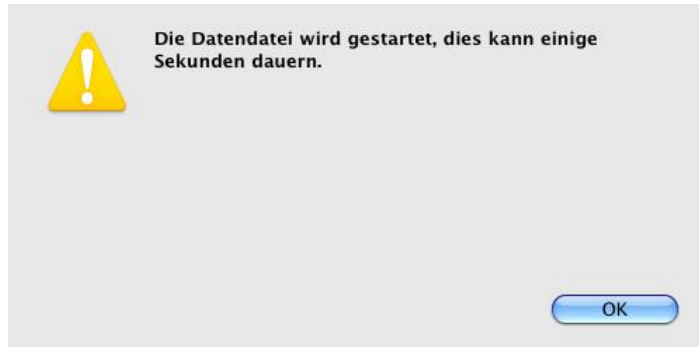 Die Datendatei wird gestartet, dies kann einige
Sekunden dauern.
OK